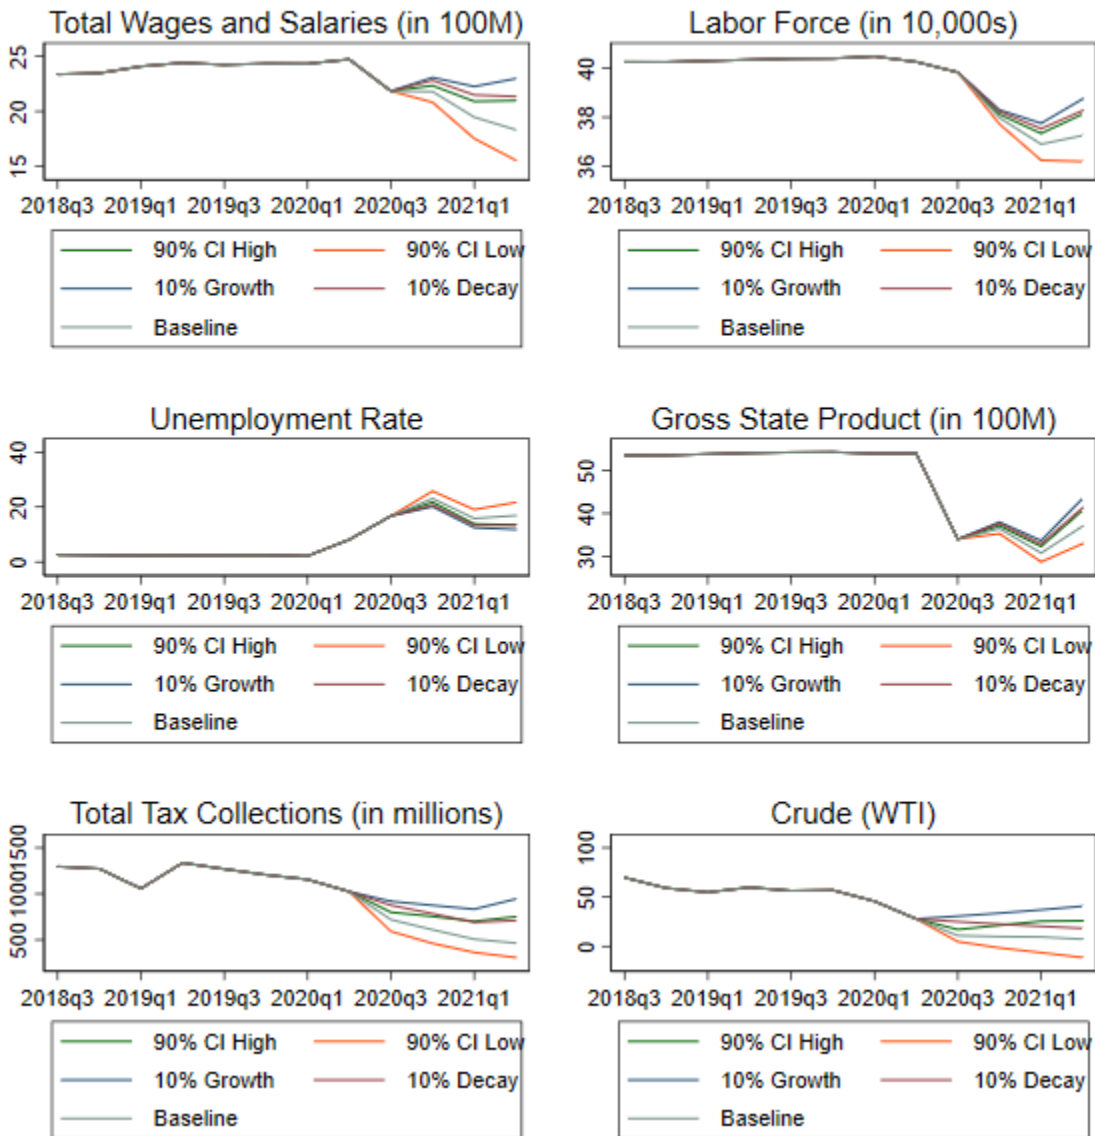 Total Wages and Salaries (in 100M)
25
20
15
2018q3 2019q1 2019q3 2020q1 2020q3 2021q1
90% CI High 90% CI Low
10% Growth 10% Decay
Baseline
Labor Force (in 10,000s)
40
38
36
2018q3 2019q1 2019q3 2020q1 2020q3 2021q1
90% CI High 90% CI Low
10% Growth 10% Decay
Baseline
Unemployment Rate
40
20
0
2018q3 2019q1 2019q3 2020q1 2020q3 2021q1
90% CI High 90% CI Low
10% Growth 10% Decay
Baseline
Gross State Product (in 100M)
50
40
30
2018q3 2019q1 2019q3 2020q1 2020q3 2021q1
90% CI High 90% CI Low
10% Growth 10% Decay
Baseline
Total Tax Collections (in millions)
1500
1000
500
2018q3 2019q1 2019q3 2020q1 2020q3 2021q1
90% CI High 90% CI Low
10% Growth 10% Decay
Baseline
Crude (WTI)
100
50
0
2018q3 2019q1 2019q3 2020q1 2020q3 2021q1
90% CI High 90% CI Low
10% Growth 10% Decay
Baseline